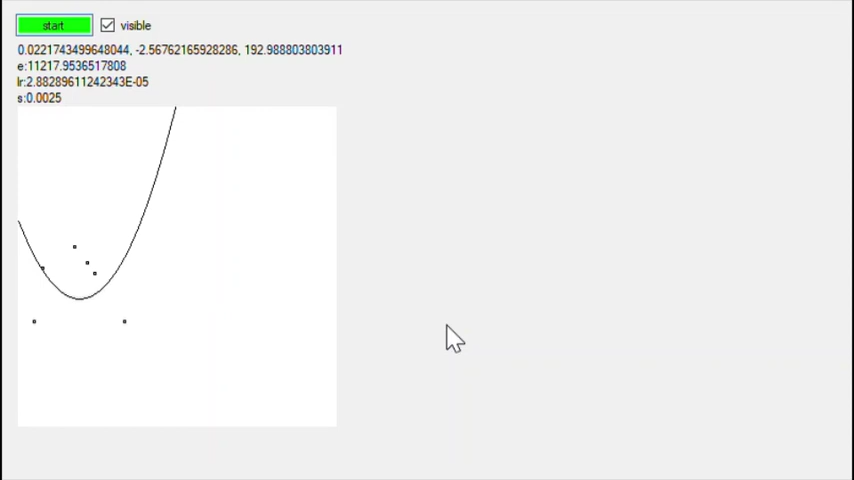 start
visible
0.0221743499648044, -2.56762165928286, 192.988803803911
e:11217.9536517808
lr:2.88289611242343E-05
s:0.0025